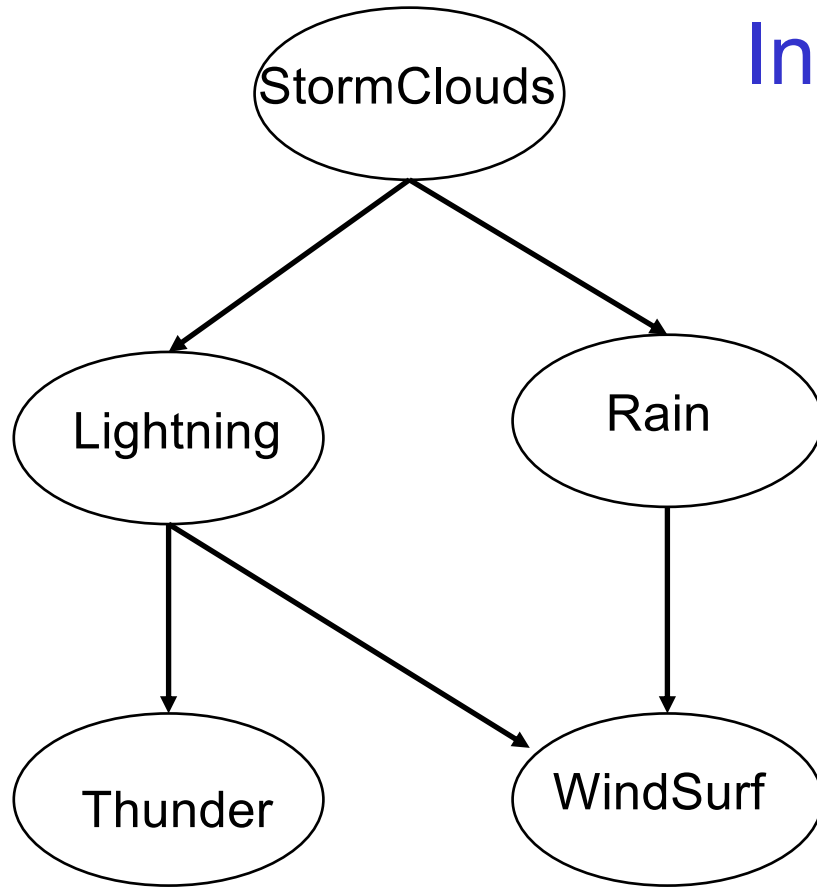 In
StormClouds
Lightning
Rain
Thunder
WindSurf